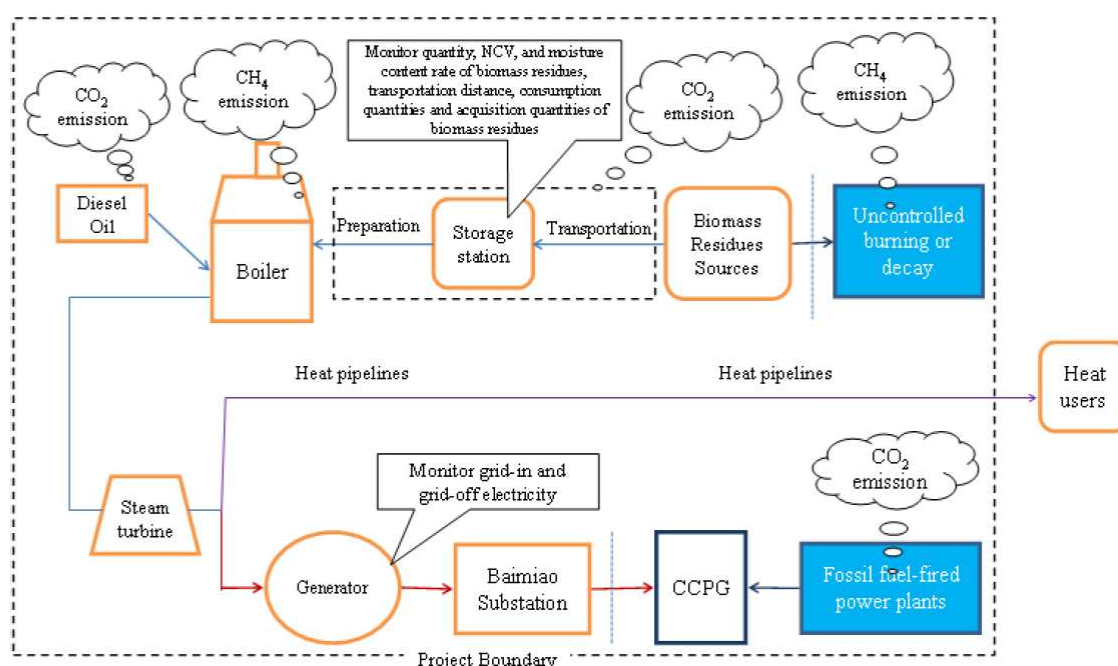 CO2
emission
CH4
emission
Monitor quantity, NCV, and moisture
content rate of biomass residues,
transportation distance, consumption
quantities and acquisition quantities of
biomass residues
CO2
emission
CH4
emission
Diesel
Oil
Boiler
Preparation
Storage
station
Transportation
Biomass
Residues
Sources
Uncontrolled
burning or
decay
Heat pipelines
Heat pipelines
Heat
users
Steam
turbine
Monitor grid-in and
grid-off electricity
CO2
emission
Generator
Baimiao
Substation
CCPG
Fossil fuel-fired
power plants
Project Boundary